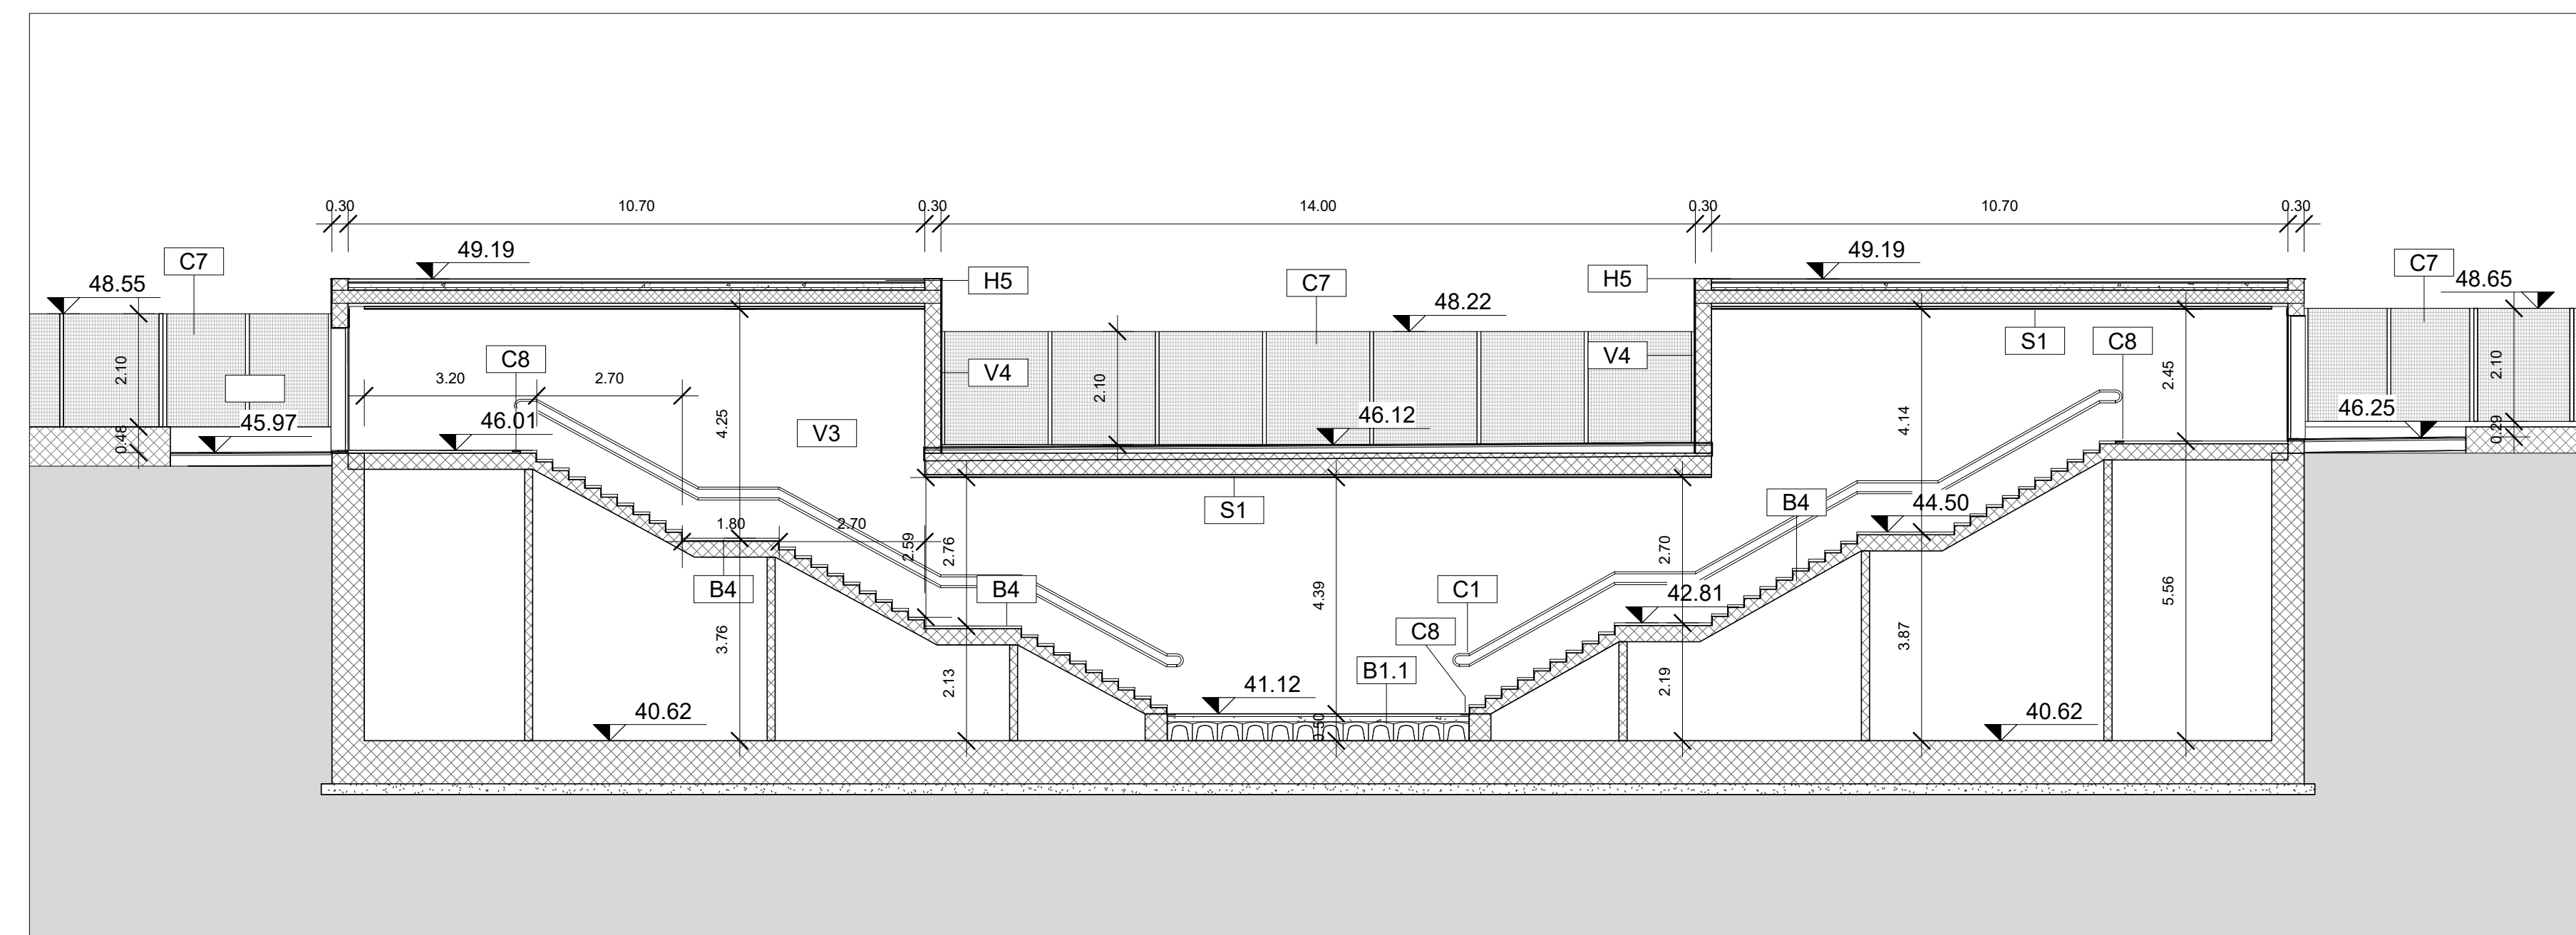 0.30 10.70 0.30 14.00 0.30 10.70 0.30
C7 49.19 H5 C7 H5 49.19 C7
48.55 48.22 48.65
C8 V4 V4 S1 C8
2.10 3.20 2.70 4.25 2.10 4.14 2.45 2.10
45.97 46.01 V3 46.12 46.25
0.48 0.29
S1 B4 44.50
1.80 2.70 2.59 2.76 2.70
B4 B4 4.39 C1 42.81 5.56
C8
3.76 2.13 B1.1 2.19 3.87
40.62 41.12 0.50 40.62